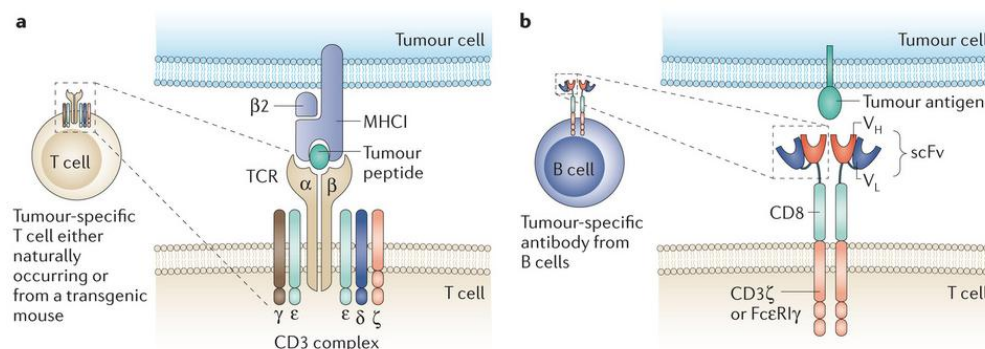 a
Tumour cell
β2
MHCI
Tumour
peptide
TCR
α
β
T cell
Tumour-specific
T cell either
naturally
occurring or
from a transgenic
mouse
γ ε ε δ ζ
CD3 complex
T cell
b
Tumour cell
Tumour antigen
VH
scFv
VL
B cell
CD8
Tumour-specific
antibody from
B cells
CD3ζ
or FcεRIγ
T cell